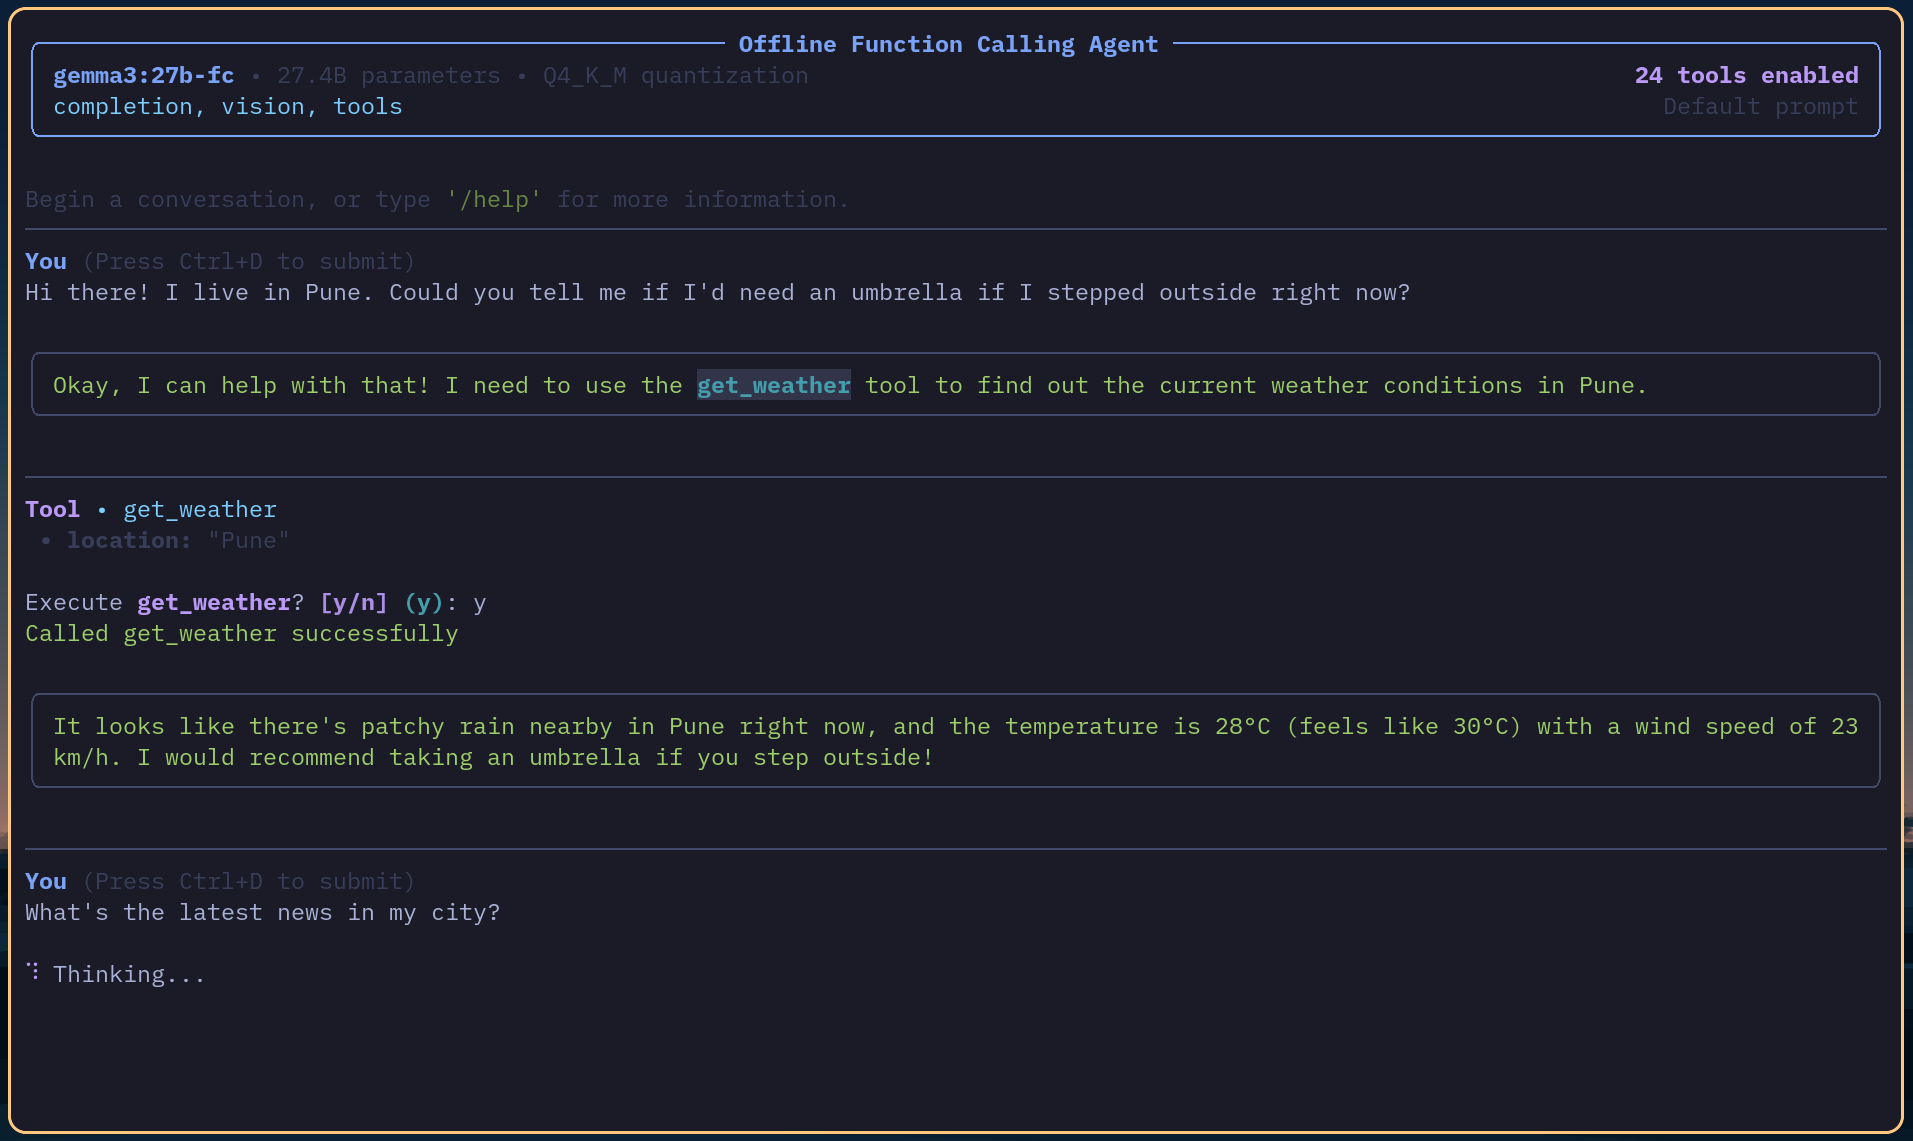 Offline Function Calling Agent
gemma3:27b-fc • 27.4B parameters • Q4_K_M quantization 24 tools enabled
completion, vision, tools Default prompt
Begin a conversation, or type '/help' for more information.
You (Press Ctrl+D to submit)
Hi there! I live in Pune. Could you tell me if I'd need an umbrella if I stepped outside right now?
Okay, I can help with that! I need to use the get_weather tool to find out the current weather conditions in Pune.
Tool • get_weather
• location: "Pune"
Execute get_weather? [y/n] (y): y
Called get_weather successfully
It looks like there's patchy rain nearby in Pune right now, and the temperature is 28°C (feels like 30°C) with a wind speed of 23
km/h. I would recommend taking an umbrella if you step outside!
You (Press Ctrl+D to submit)
What's the latest news in my city?
Thinking...